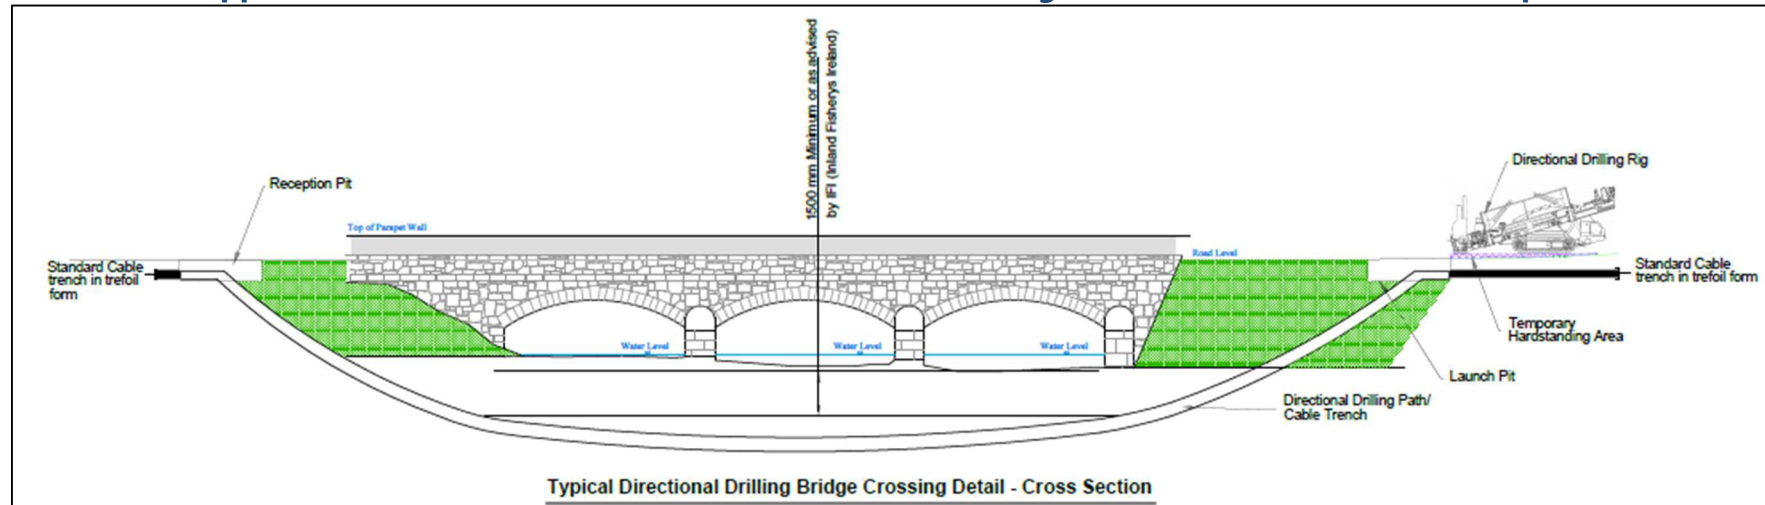 1500 mm Minimum or as advised
by IFI (Inland Fisherys Ireland)
Directional Drilling Rig
Reception Pit
Top of Parapet Wall
Road Level
Standard Cable
trench in trefoil
form
Standard Cable
trench in trefoil form
Temporary
Hardstanding Area
Water Level
Water Level
Water Level
Launch Pit
Directional Drilling Path/
Cable Trench
Typical Directional Drilling Bridge Crossing Detail - Cross Section